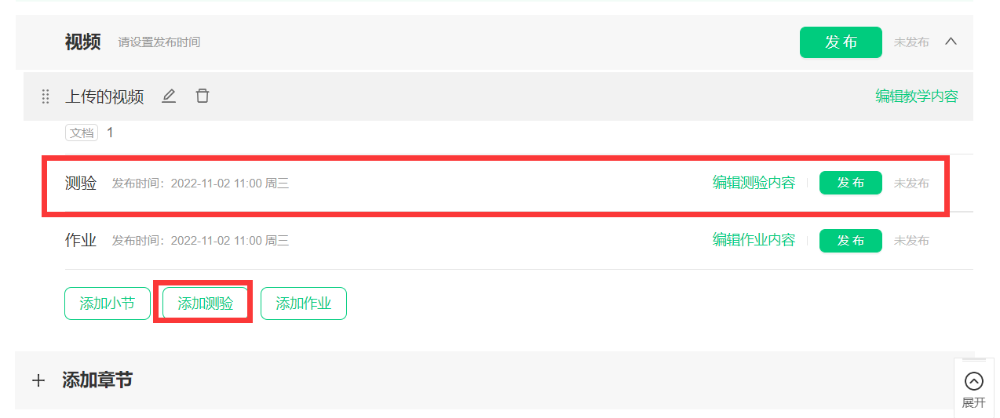 视频 请设置发布时间 发布 未发布
上传的视频 编辑教学内容
文档 1
测验 发布时间：2022-11-02 11:00 周三 编辑测验内容 发布 未发布
作业 发布时间：2022-11-02 11:00 周三 编辑作业内容 发布 未发布
添加小节 添加测验 添加作业
添加章节
展开